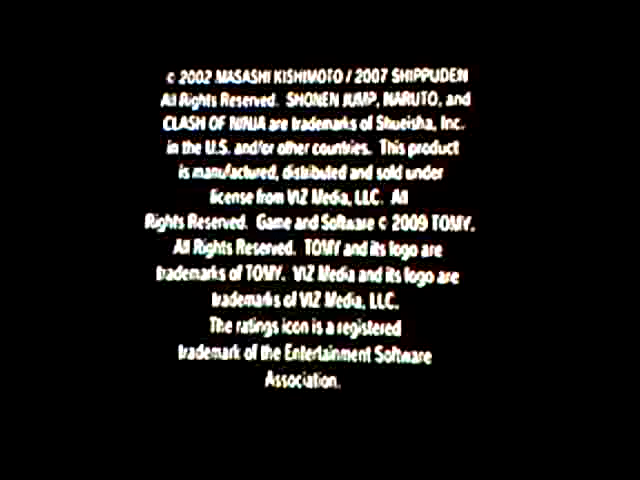 © 2002 MASASHI KISHIMOTO / 2007 SHIPPUDEN
All Rights Reserved. SHONEN JUMP, NARUTO, and
CLASH OF NINJA are trademarks of Shueisha, Inc.
in the U.S. and/or other countries. This product
is manufactured, distributed and sold under
license from VIZ Media, LLC. All
Rights Reserved. Game and Software © 2009 TOMY.
All Rights Reserved. TOMY and its logo are
trademarks of TOMY. VIZ Media and its logo are
trademarks of VIZ Media, LLC.
The ratings icon is a registered
trademark of the Entertainment Software
Association.